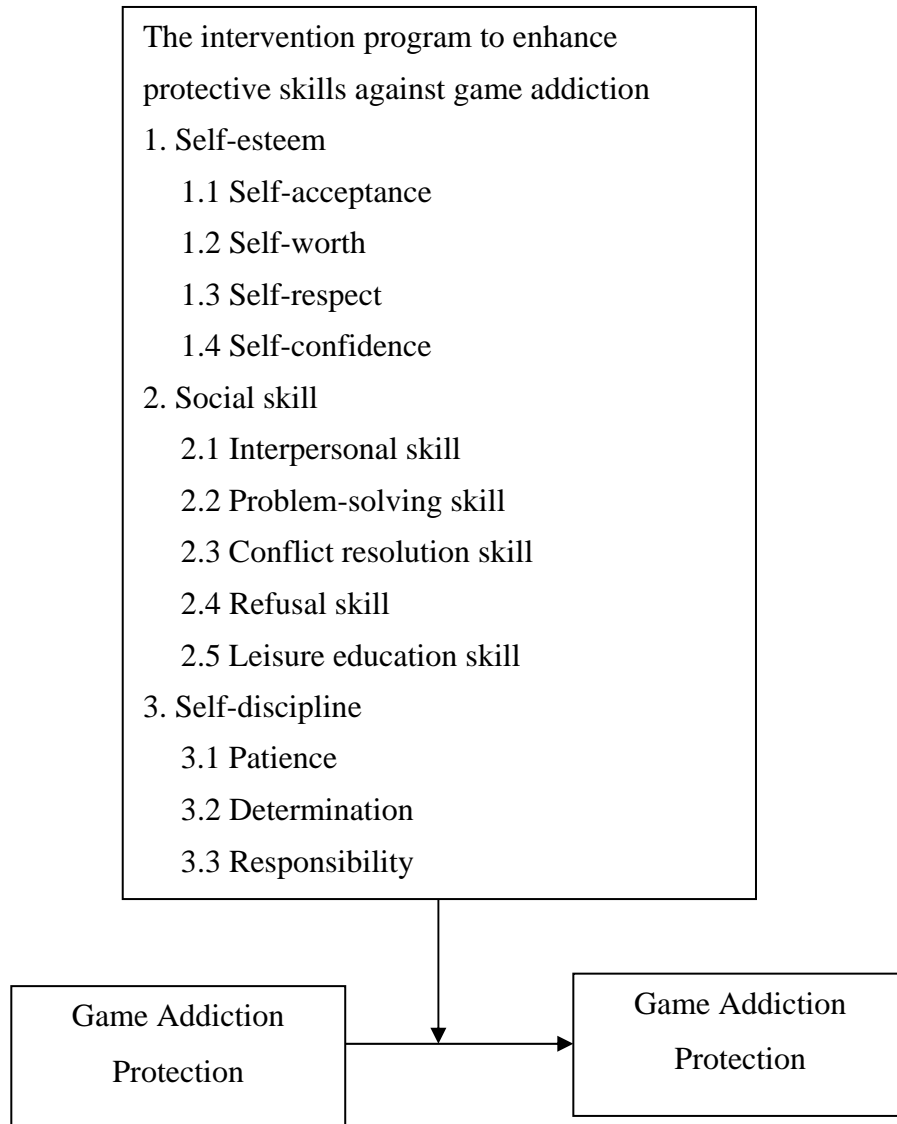 The intervention program to enhance
protective skills against game addiction
1. Self-esteem
1.1 Self-acceptance
1.2 Self-worth
1.3 Self-respect
1.4 Self-confidence
2. Social skill
2.1 Interpersonal skill
2.2 Problem-solving skill
2.3 Conflict resolution skill
2.4 Refusal skill
2.5 Leisure education skill
3. Self-discipline
3.1 Patience
3.2 Determination
3.3 Responsibility
Game Addiction
Protection
Game Addiction
Protection